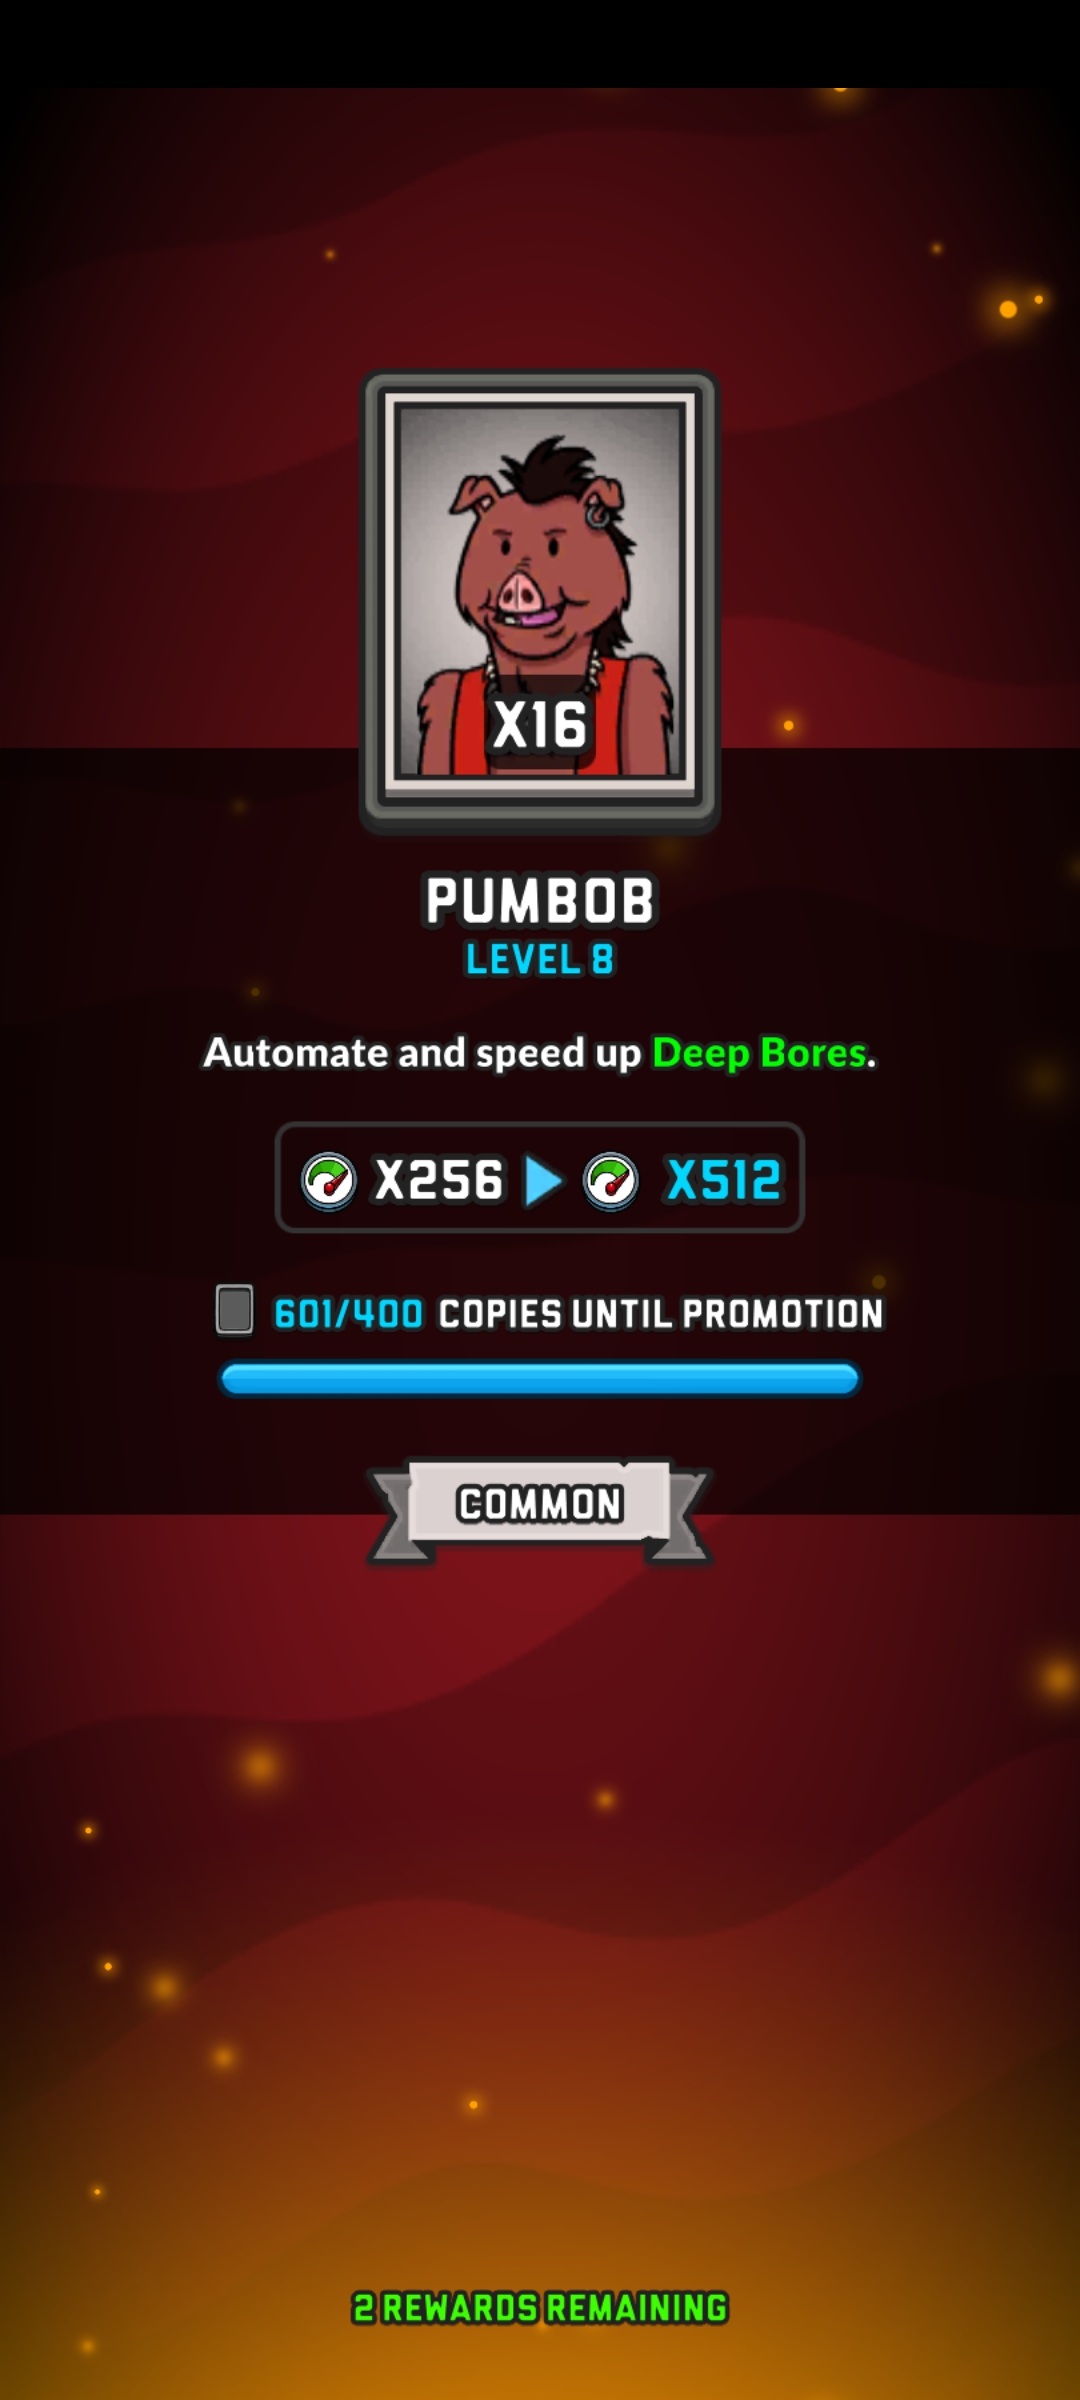 X16
PUMBOB
LEVEL 8
Automate and speed up Deep Bores.
X256 X512
601/400 COPIES UNTIL PROMOTION
COMMON
2 REWARDS REMAINING